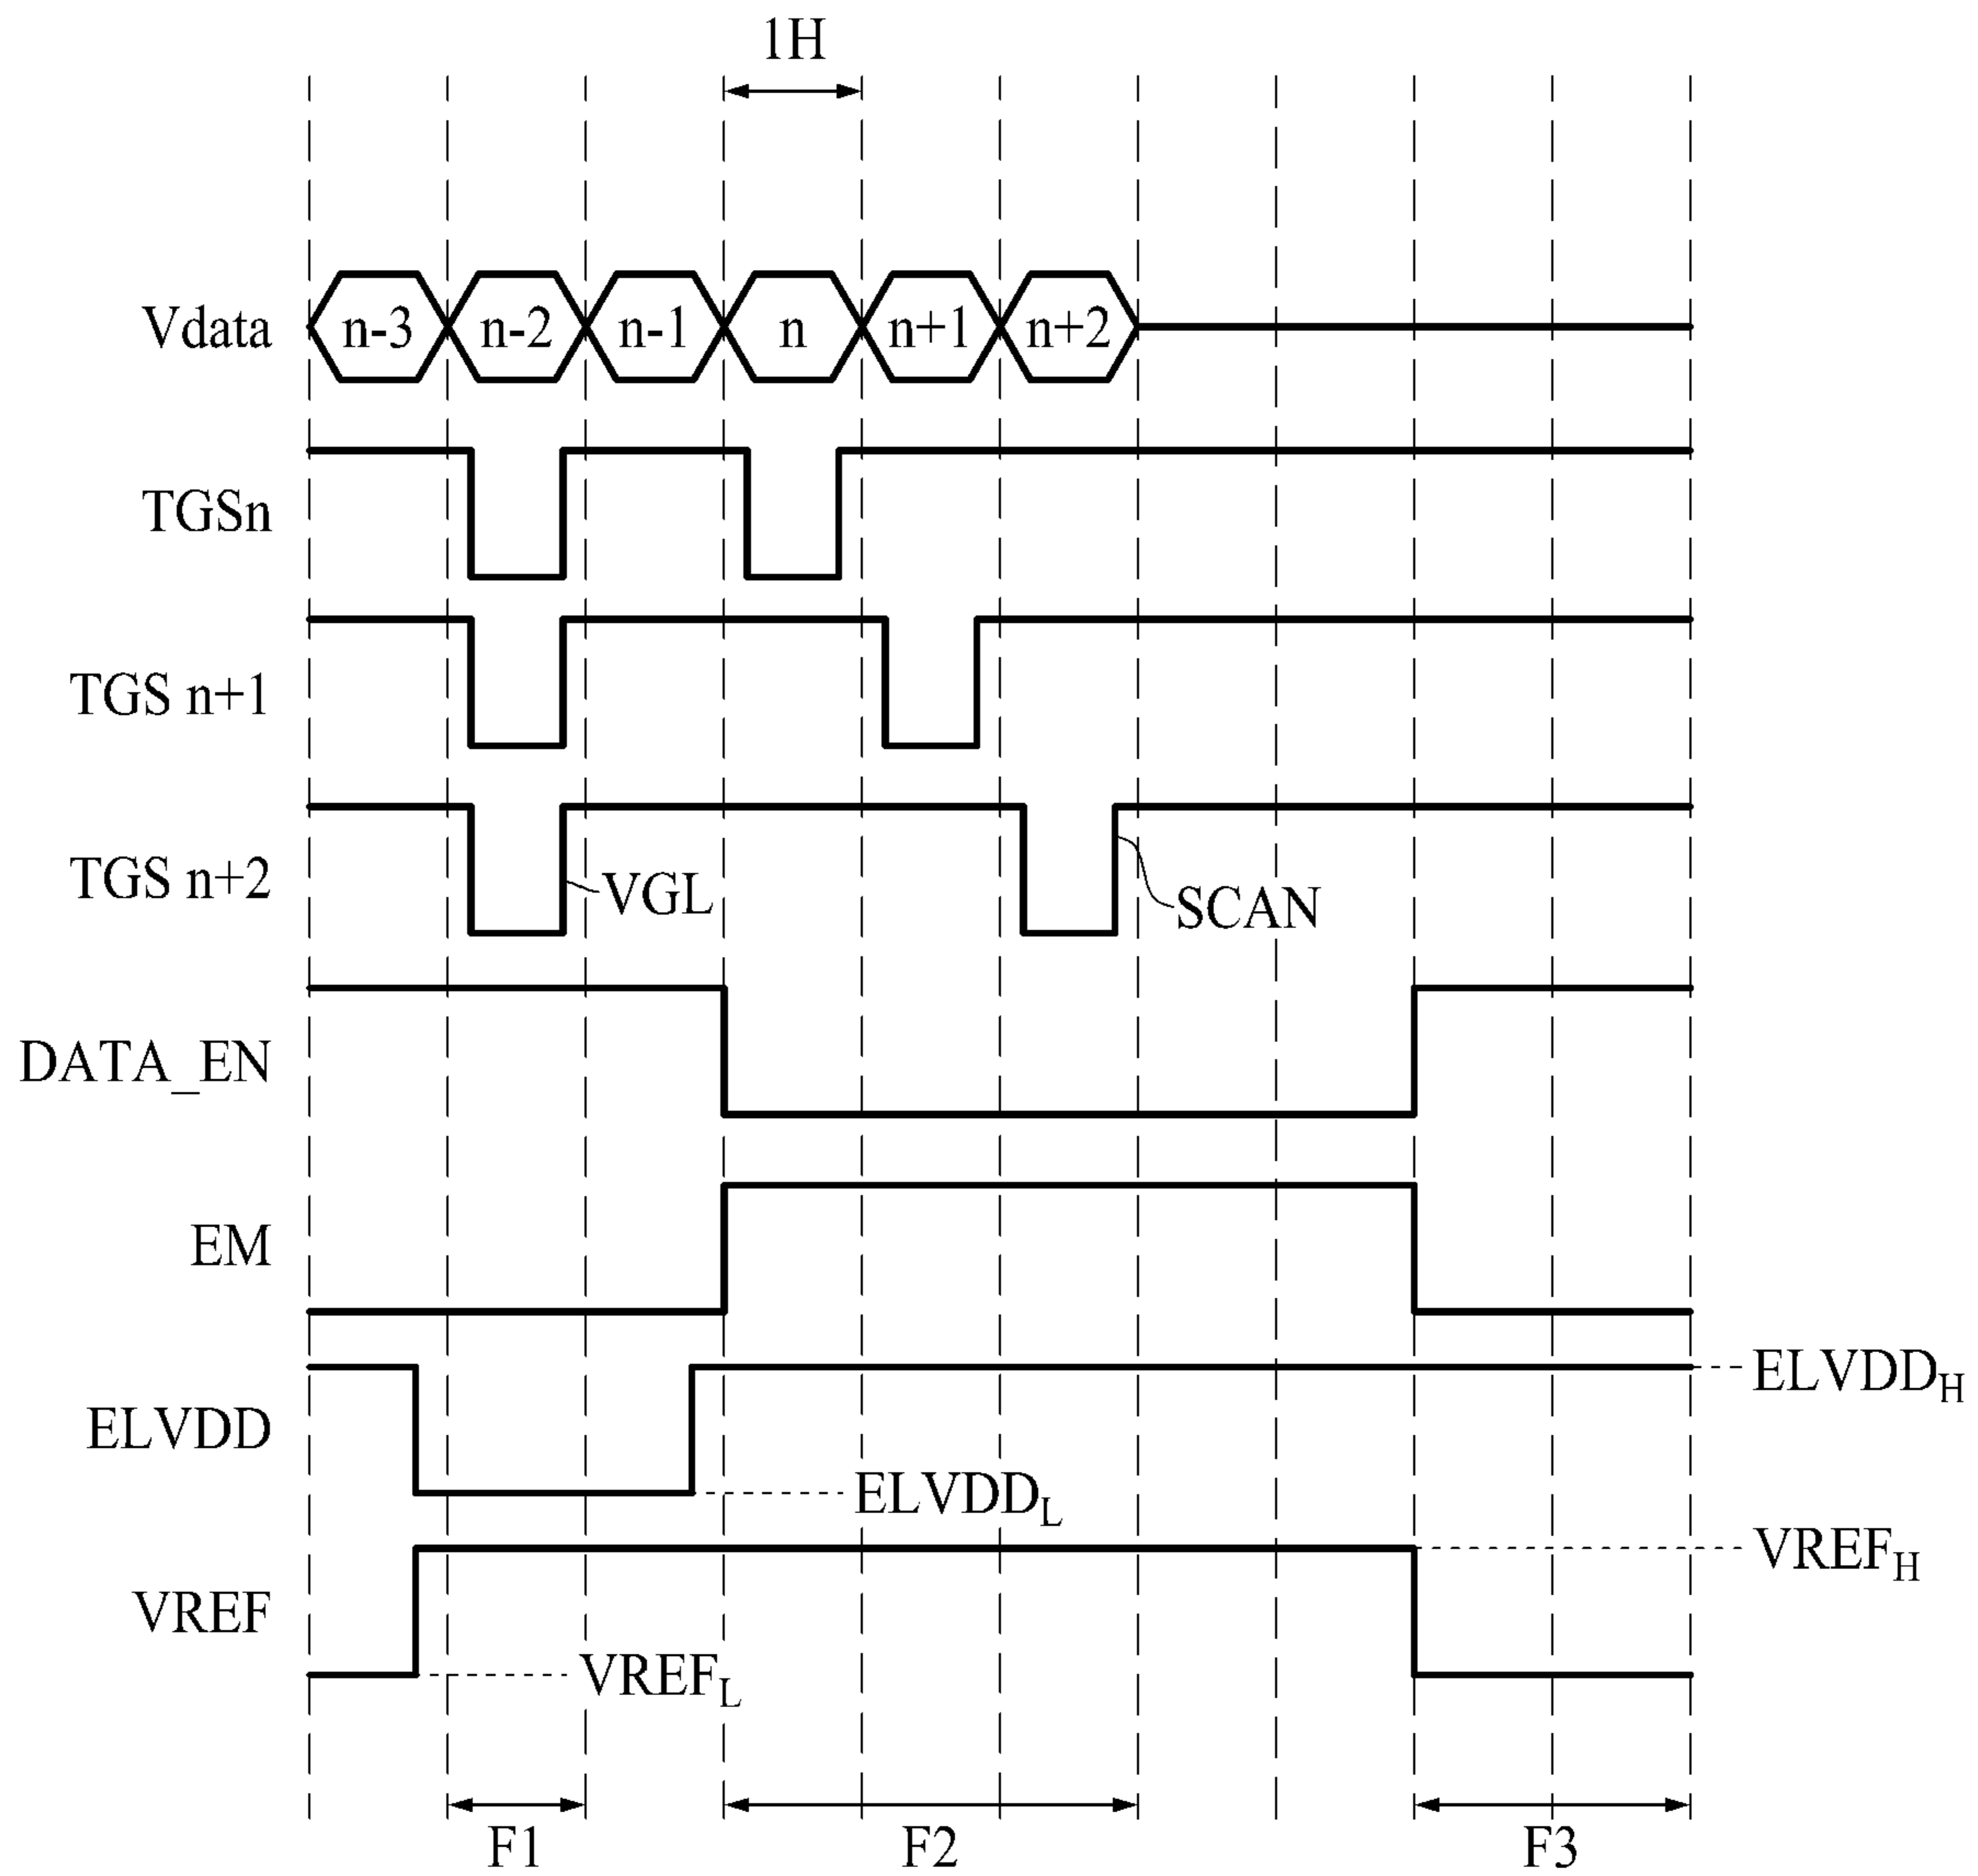 1H
Vdata n-3 n-2 n-1 n n+1 n+2
TGSn
TGS n+1
TGS n+2 VGL SCAN
DATA_EN
EM
ELVDD ELVDDH
ELVDDL
VREF VREFH
VREFL
F1 F2 F3